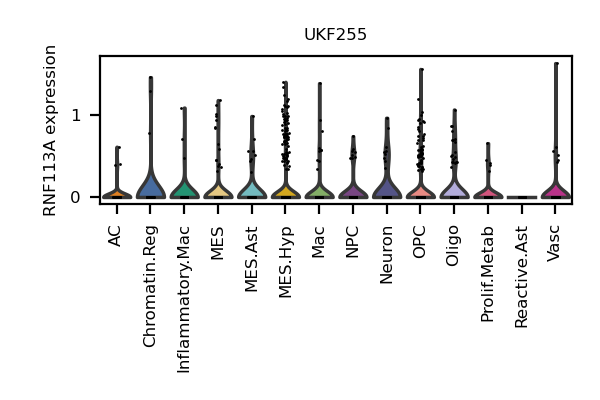 UKF255
RNF113A expression
1
0
AC
Chromatin.Reg
Inflammatory.Mac
MES
MES.Ast
MES.Hyp
Mac
NPC
Neuron
OPC
Oligo
Prolif.Metab
Reactive.Ast
Vasc